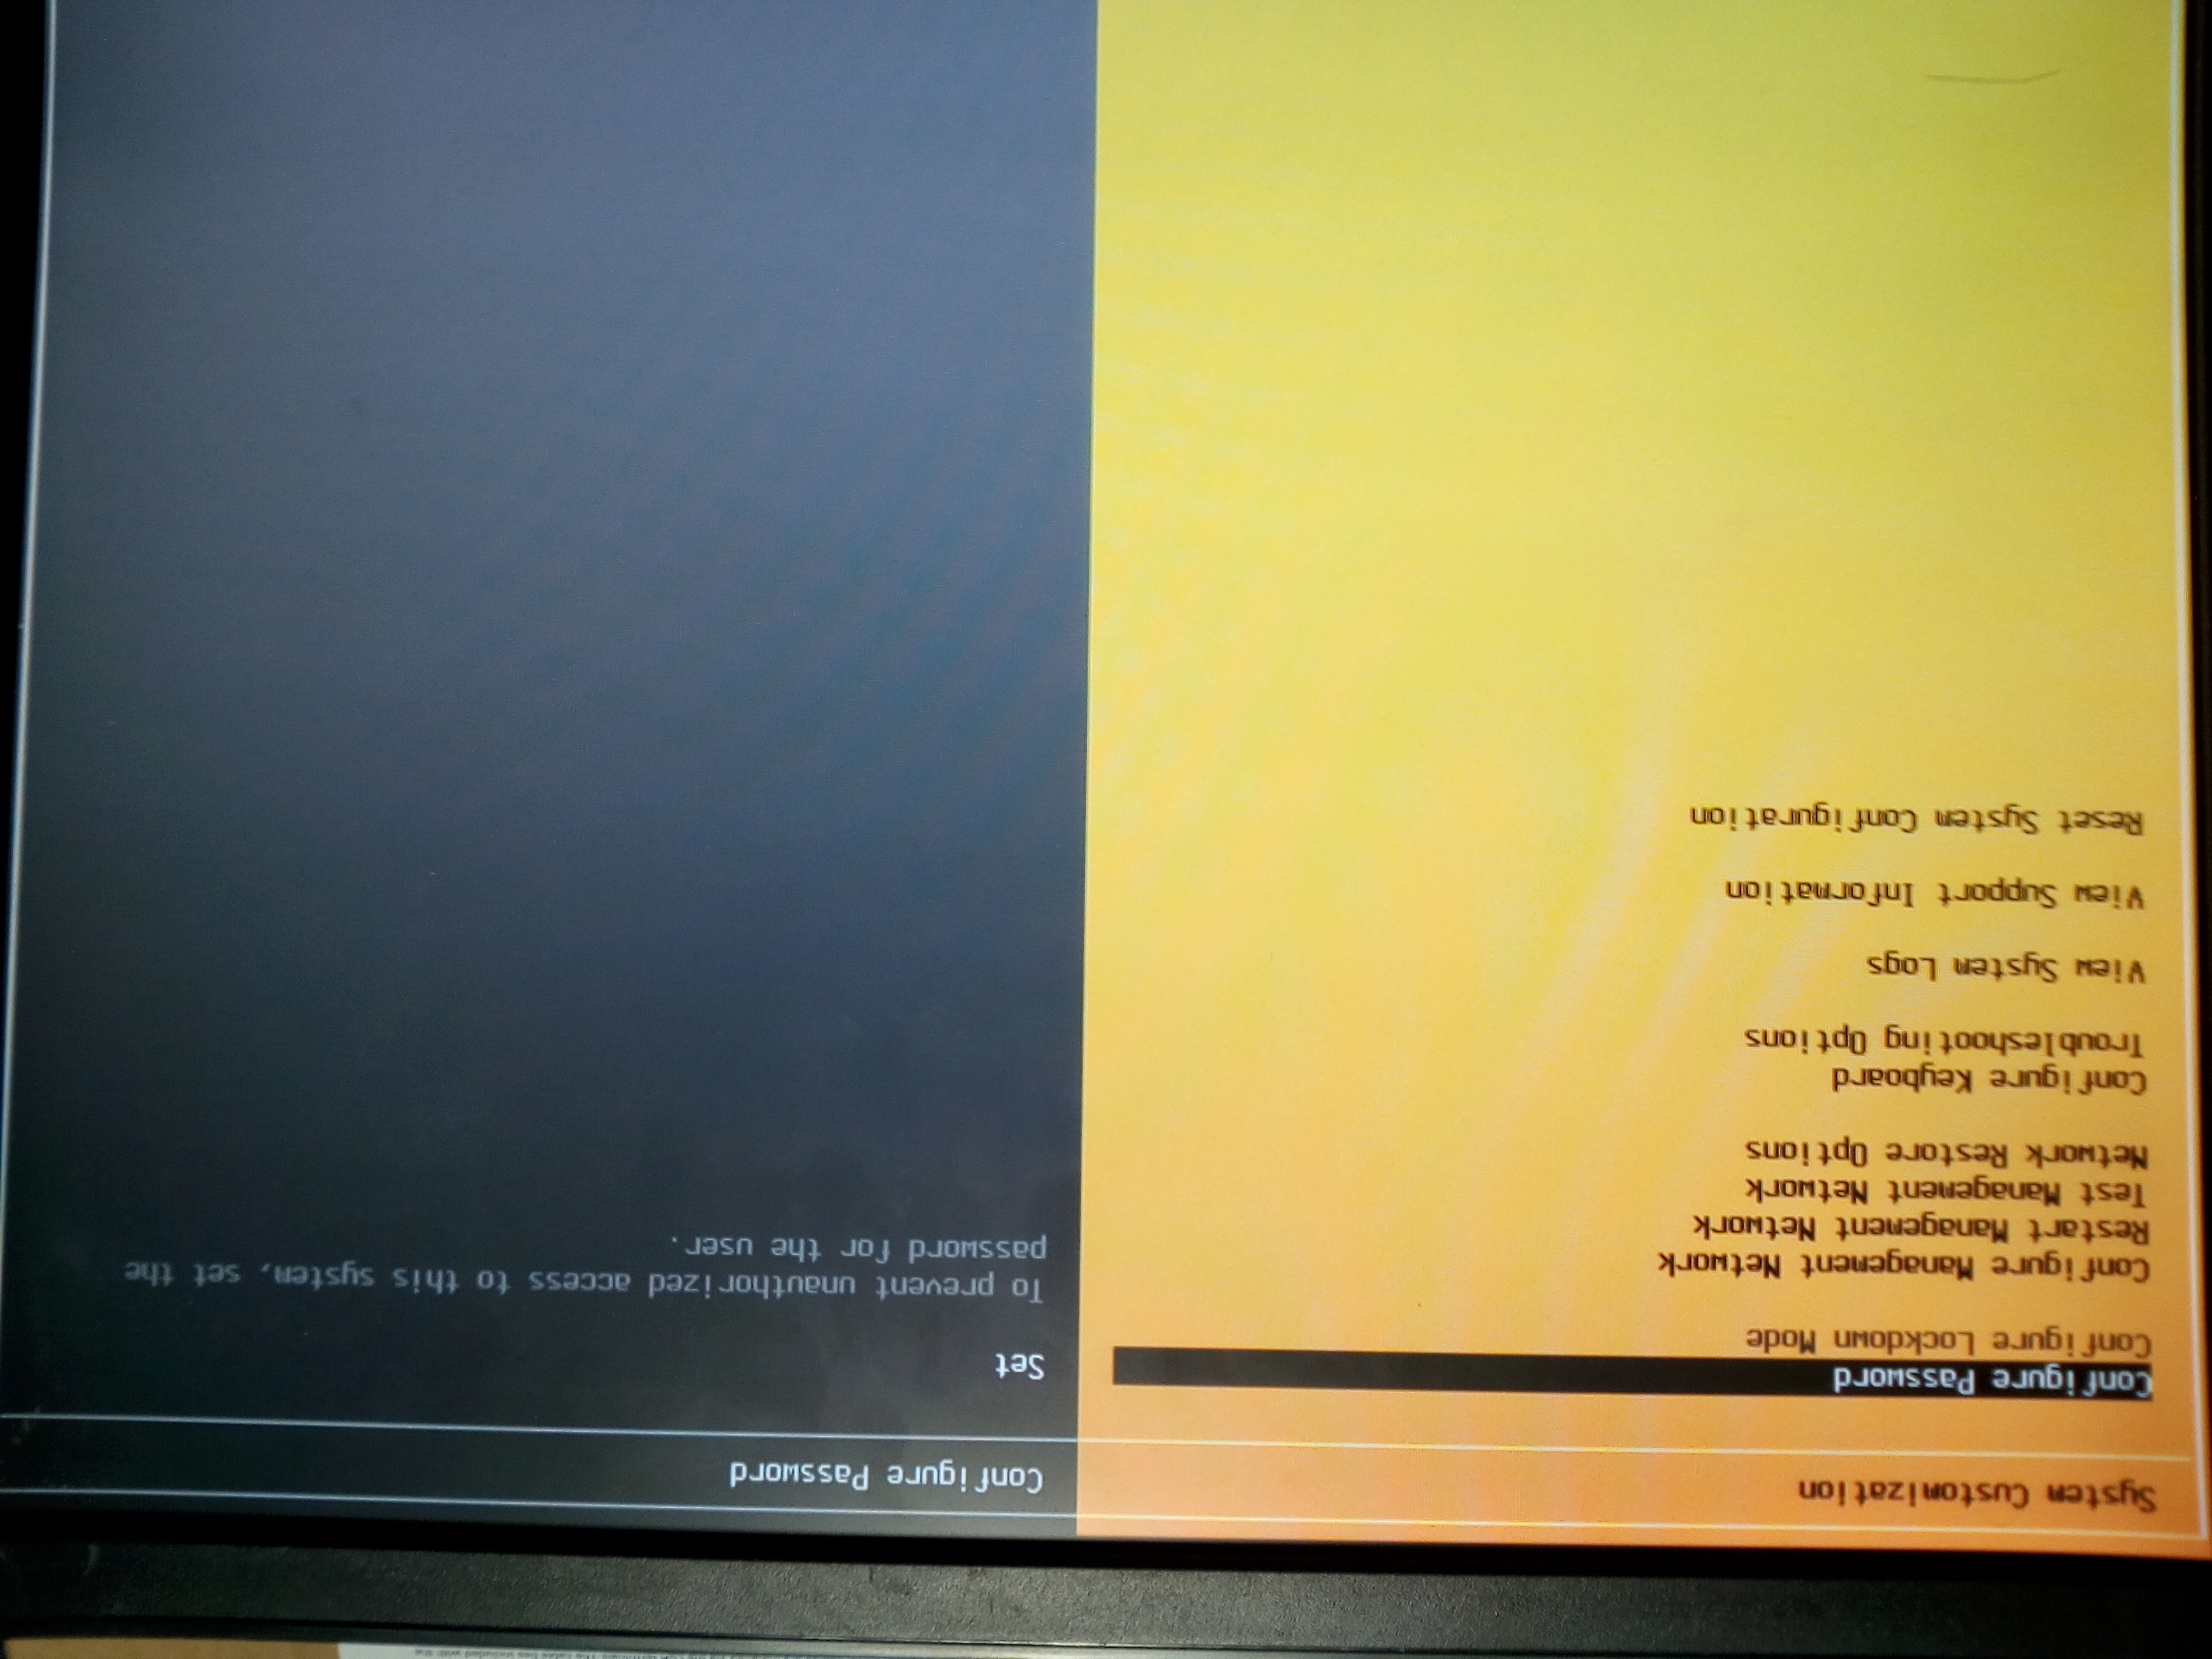 System Customization
Configure Password
Configure Lockdown Mode
Configure Management Network
Restart Management Network
Test Management Network
Network Restore Options
Configure Keyboard
Troubleshooting Options
View System Logs
View Support Information
Reset System Configuration
Configure Password
Set
To prevent unauthorized access to this system, set the
password for the user.